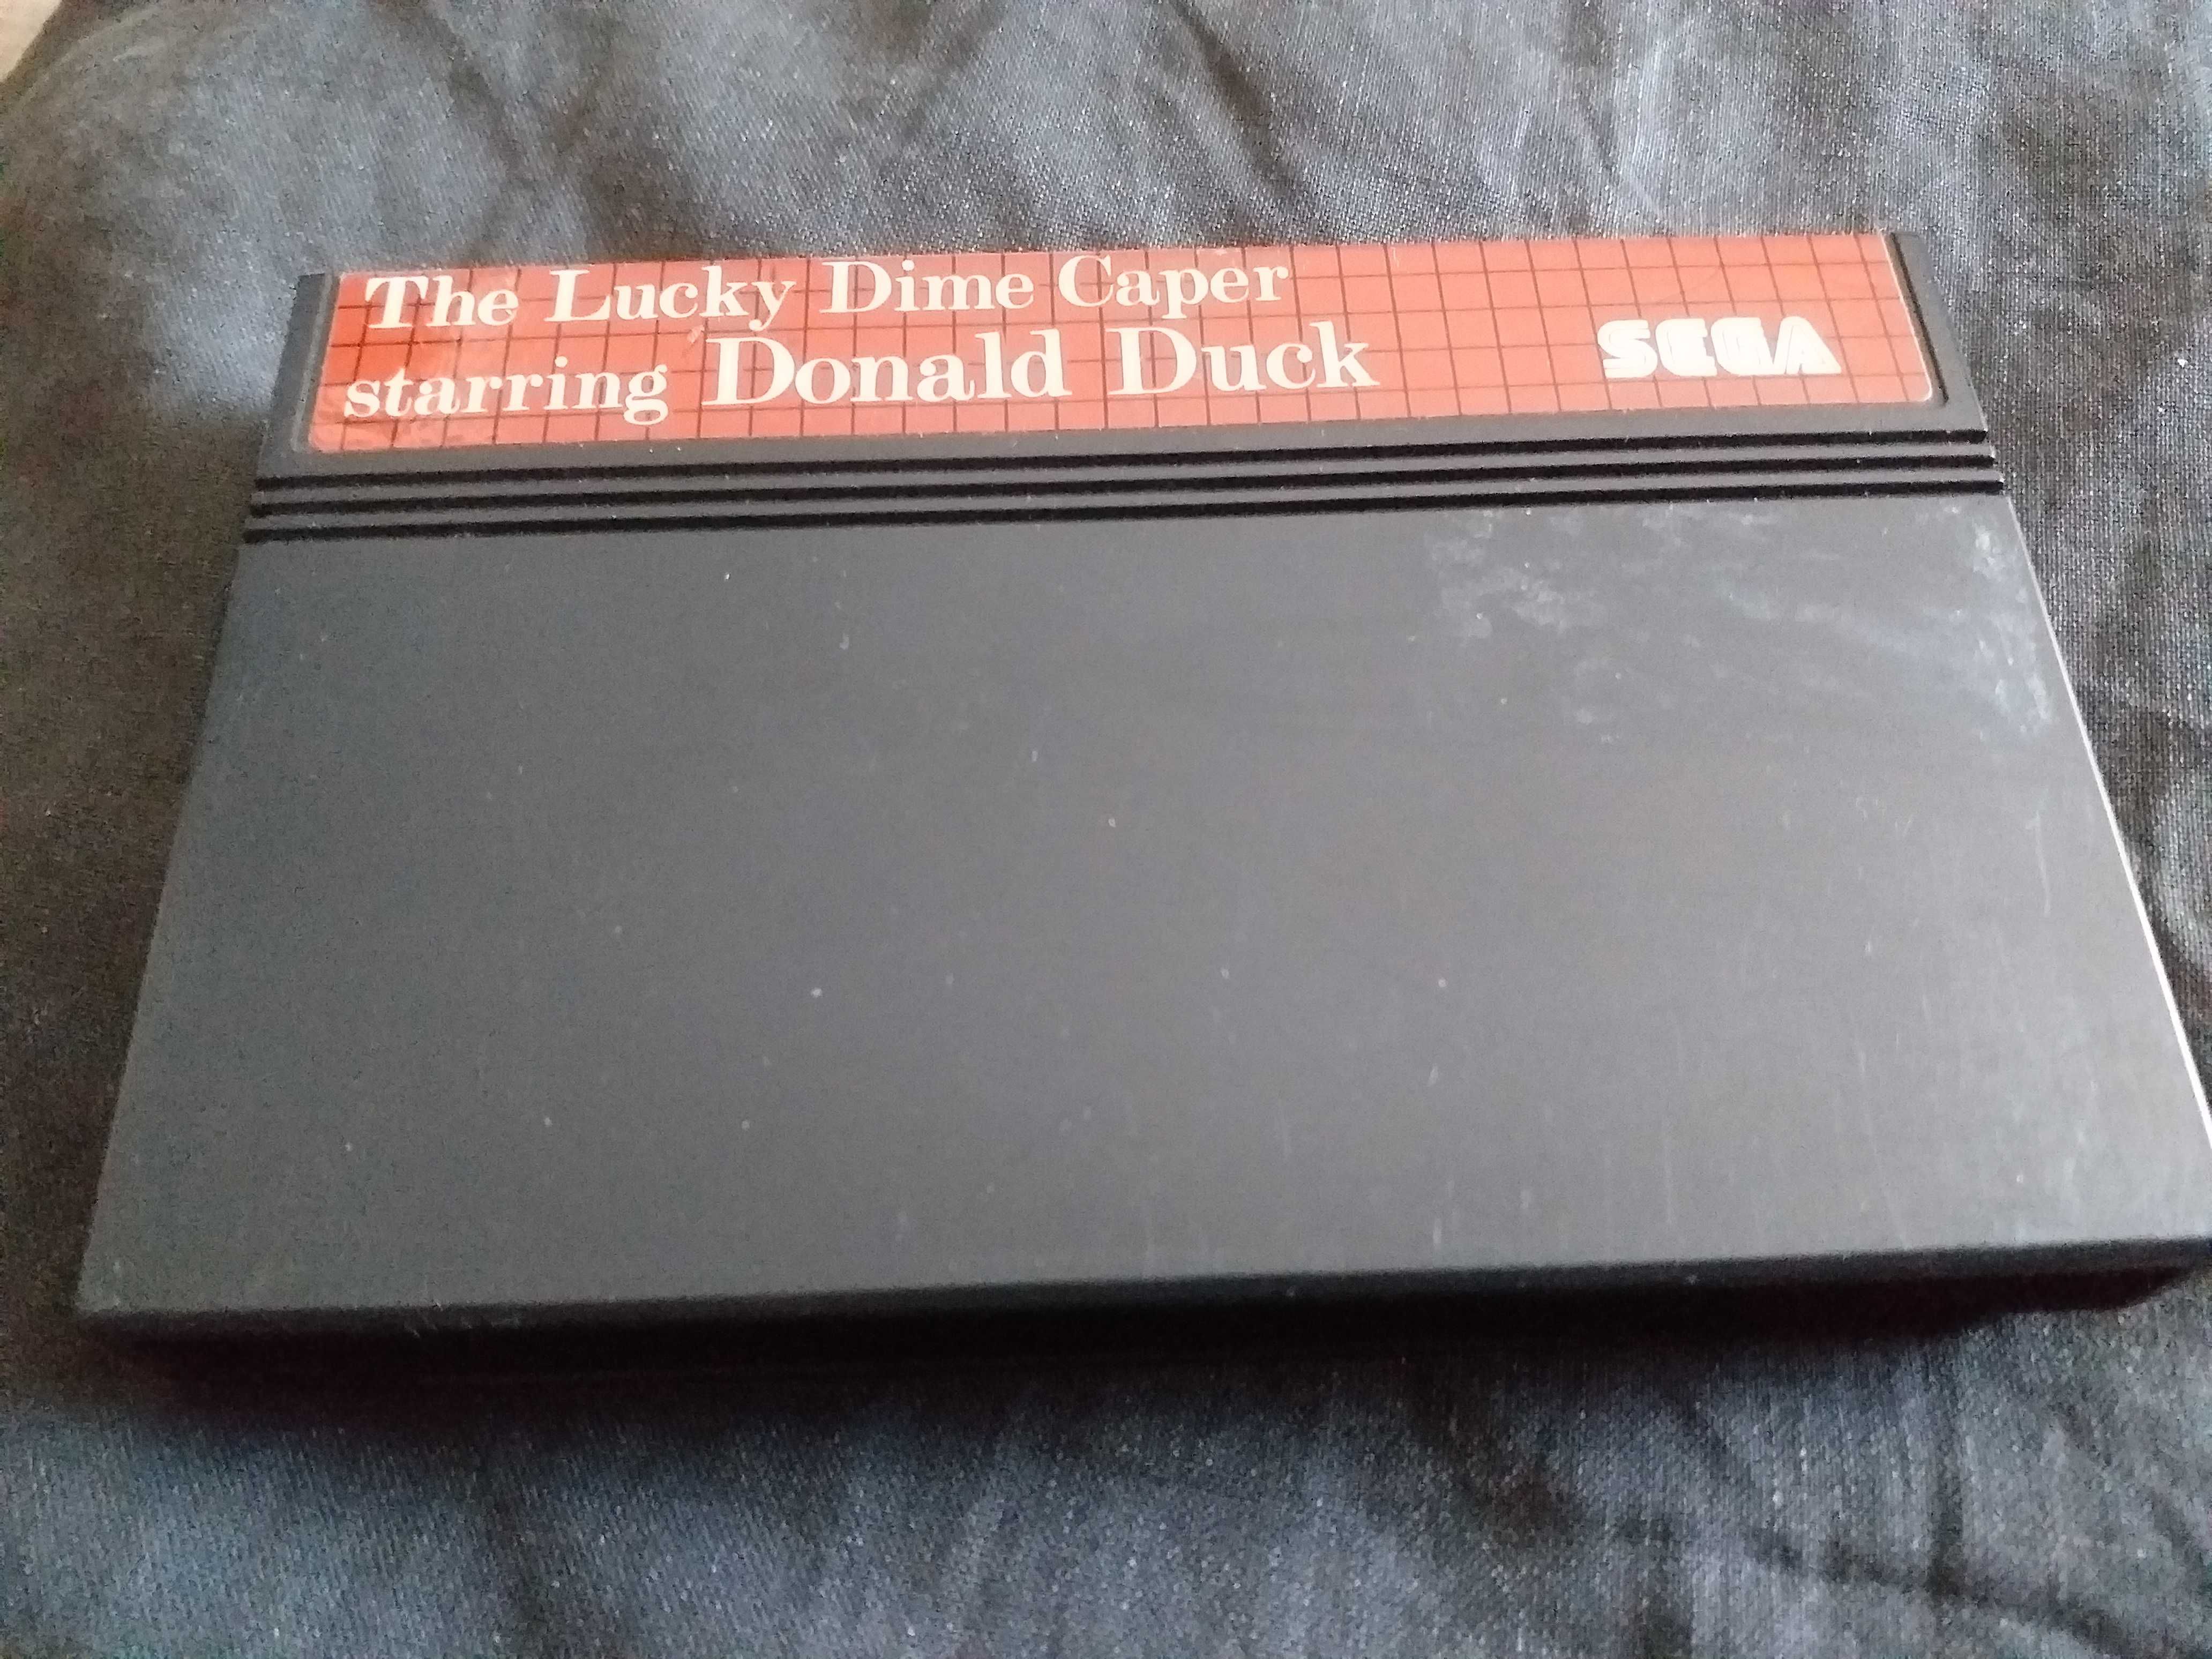 The Lucky Dime Caper
starring Donald Duck
SEGA